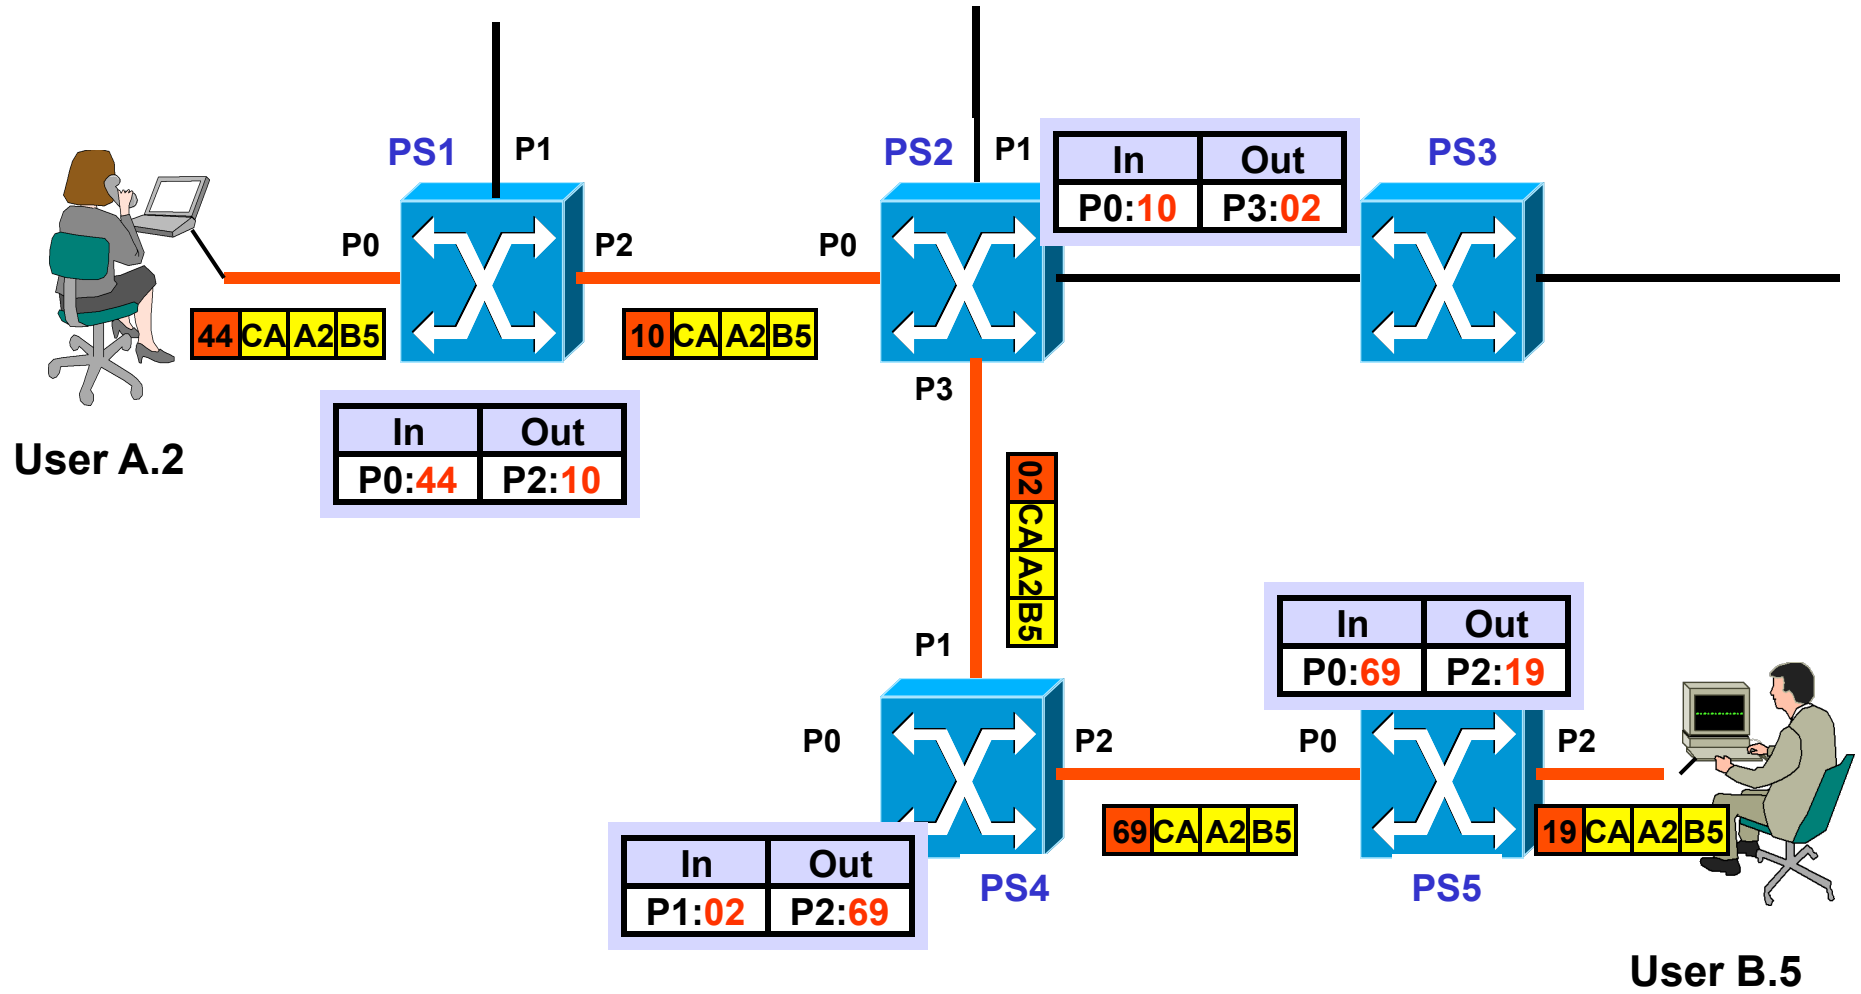 PS1
P1
PS2
P1
In Out
P0:10 P3:02
PS3
P0
P2
P0
44 CA A2 B5
10 CA A2 B5
P3
User A.2
In Out
P0:44 P2:10
02 CA A2 B5
P1
In Out
P0:69 P2:19
P0
P2
P0
P2
69 CA A2 B5
19 CA A2 B5
In Out
P1:02 P2:69
PS4
PS5
User B.5